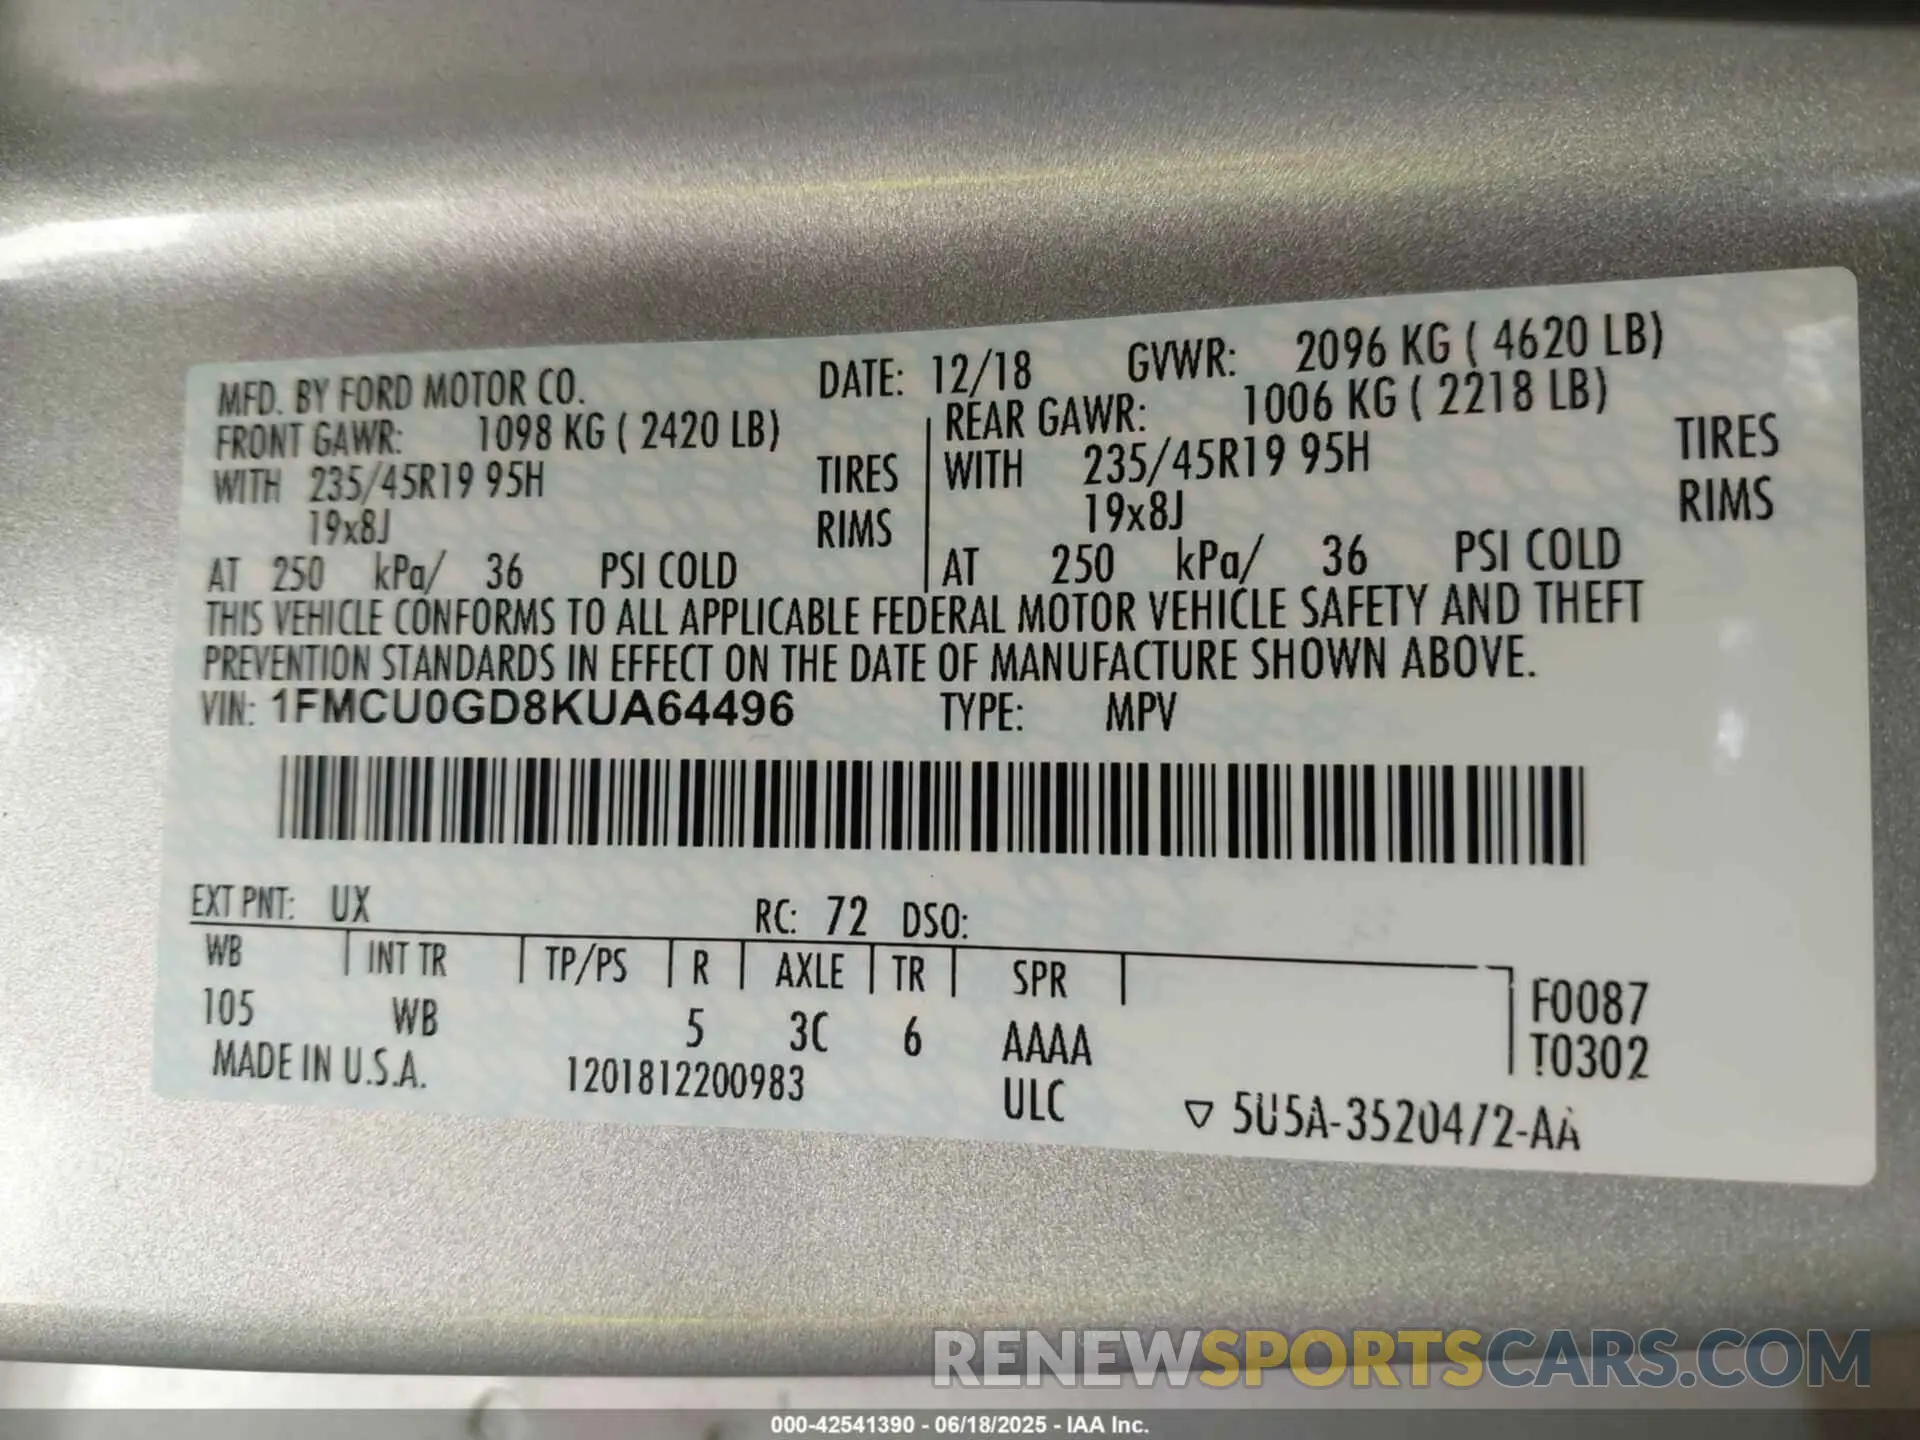 MFD. BY FORD MOTOR CO. DATE: 12/18 GVWR: 2096 KG ( 4620 LB)
FRONT GAWR: 1098 KG ( 2420 LB) REAR GAWR: 1006 KG ( 2218 LB)
WITH 235/45R19 95H TIRES WITH 235/45R19 95H TIRES
19x8J RIMS 19x8J RIMS
AT 250 kPa/ 36 PSI COLD AT 250 kPa/ 36 PSI COLD
THIS VEHICLE CONFORMS TO ALL APPLICABLE FEDERAL MOTOR VEHICLE SAFETY AND THEFT
PREVENTION STANDARDS IN EFFECT ON THE DATE OF MANUFACTURE SHOWN ABOVE.
VIN: 1FMCU0GD8KUA64496 TYPE: MPV
EXT PNT: UX RC: 72 DSO:
WB INT TR TP/PS R AXLE TR SPR
105 WB 5 3C 6 AAAA F0087
T0302
MADE IN U.S.A. 1201812200983 ULC ▽ 5U5A-3520472-AA
RENEWSPORTSCARS.COM
000-42541390 - 06/18/2025 - IAA Inc.